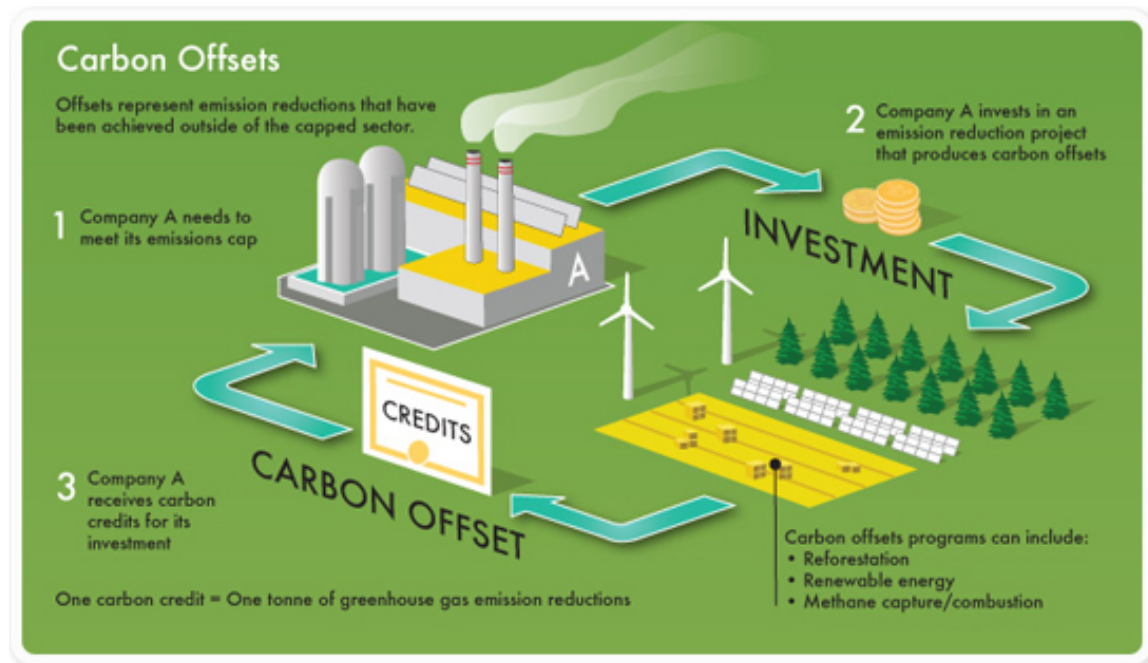 Carbon Offsets
Offsets represent emission reductions that have
been achieved outside of the capped sector.
1 Company A needs to
meet its emissions cap
A
2 Company A invests in an
emission reduction project
that produces carbon offsets
INVESTMENT
CREDITS
CARBON OFFSET
3 Company A
receives carbon
credits for its
investment
Carbon offsets programs can include:
• Reforestation
• Renewable energy
• Methane capture/combustion
One carbon credit = One tonne of greenhouse gas emission reductions